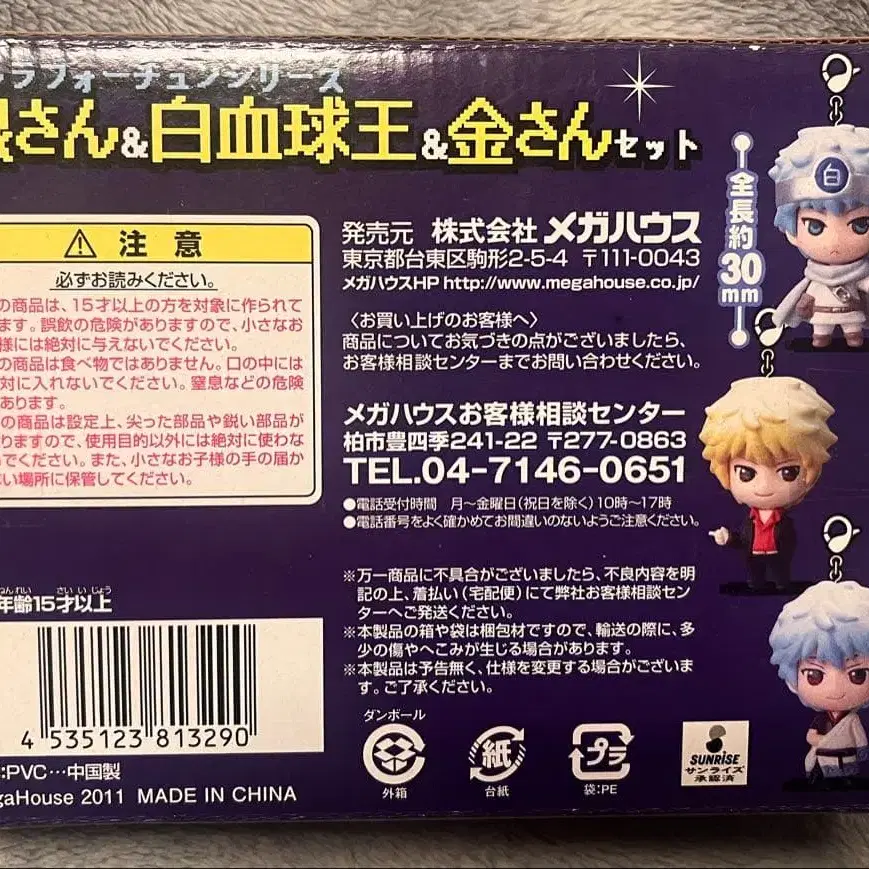 ラフォーチュンシリーズ
銀さん&白血球王&金さんセット
注意
必ずお読みください。
の商品は、15才以上の方を対象に作られて
ます。誤飲の危険がありますので、小さなお
様には絶対に与えないでください。
の商品は食べ物ではありません。口の中には
対に入れないでください。窒息などの危険
あります。
の商品は設定上、尖った部品や鋭い部品が
りますので、使用目的以外には絶対に使わな
でください。また、小さなお子様の手の届か
い場所に保管してください。
ねんれい さいいじょう
年齢15才以上
4 535123 813290
:PVC…中国製
gaHouse 2011 MADE IN CHINA
発売元 株式会社メガハウス
東京都台東区駒形2-5-4 〒111-0043
メガハウスHP http://www.megahouse.co.jp/
〈お買い上げのお客様へ〉
商品についてお気づきの点がございましたら、
お客様相談センターまでお問い合わせください。
メガハウスお客様相談センター
柏市豊四季241-22 〒277-0863
TEL.04-7146-0651
●電話受付時間 月〜金曜日(祝日を除く)10時〜17時
●電話番号をよく確かめてお間違いのないようご注意ください。
※万一商品に不具合がございましたら、不良内容を明
記の上、着払い(宅配便)にて弊社お客様相談セン
ターへご発送ください。
※本製品の箱や袋は梱包材ですので、輸送の際に、多
少の傷やへこみが生じる場合があります。
※本製品は予告無く、仕様を変更する場合がございま
す。ご了承ください。
ダンボール
外箱
紙
台紙
プラ
袋:PE
SUNRISE
サンライズ
承認済
全長約
30
mm
白